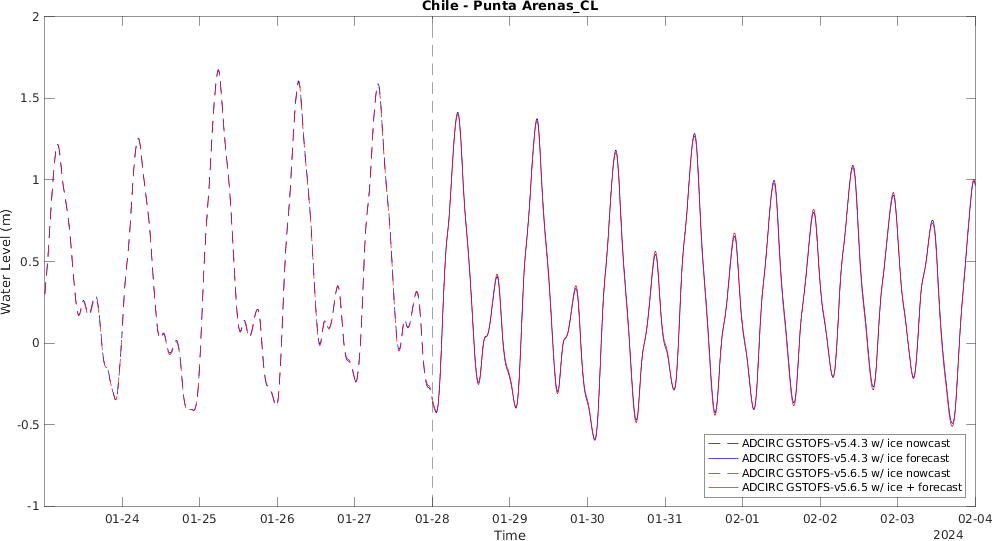 Chile - Punta Arenas_CL
Water Level (m)
2
1.5
1
0.5
0
-0.5
-1
01-24
01-25
01-26
01-27
01-28
01-29
01-30
01-31
02-01
02-02
02-03
02-04
Time
2024
ADCIRC GSTOFS-v5.4.3 w/ ice nowcast
ADCIRC GSTOFS-v5.4.3 w/ ice forecast
ADCIRC GSTOFS-v5.6.5 w/ ice nowcast
ADCIRC GSTOFS-v5.6.5 w/ ice + forecast